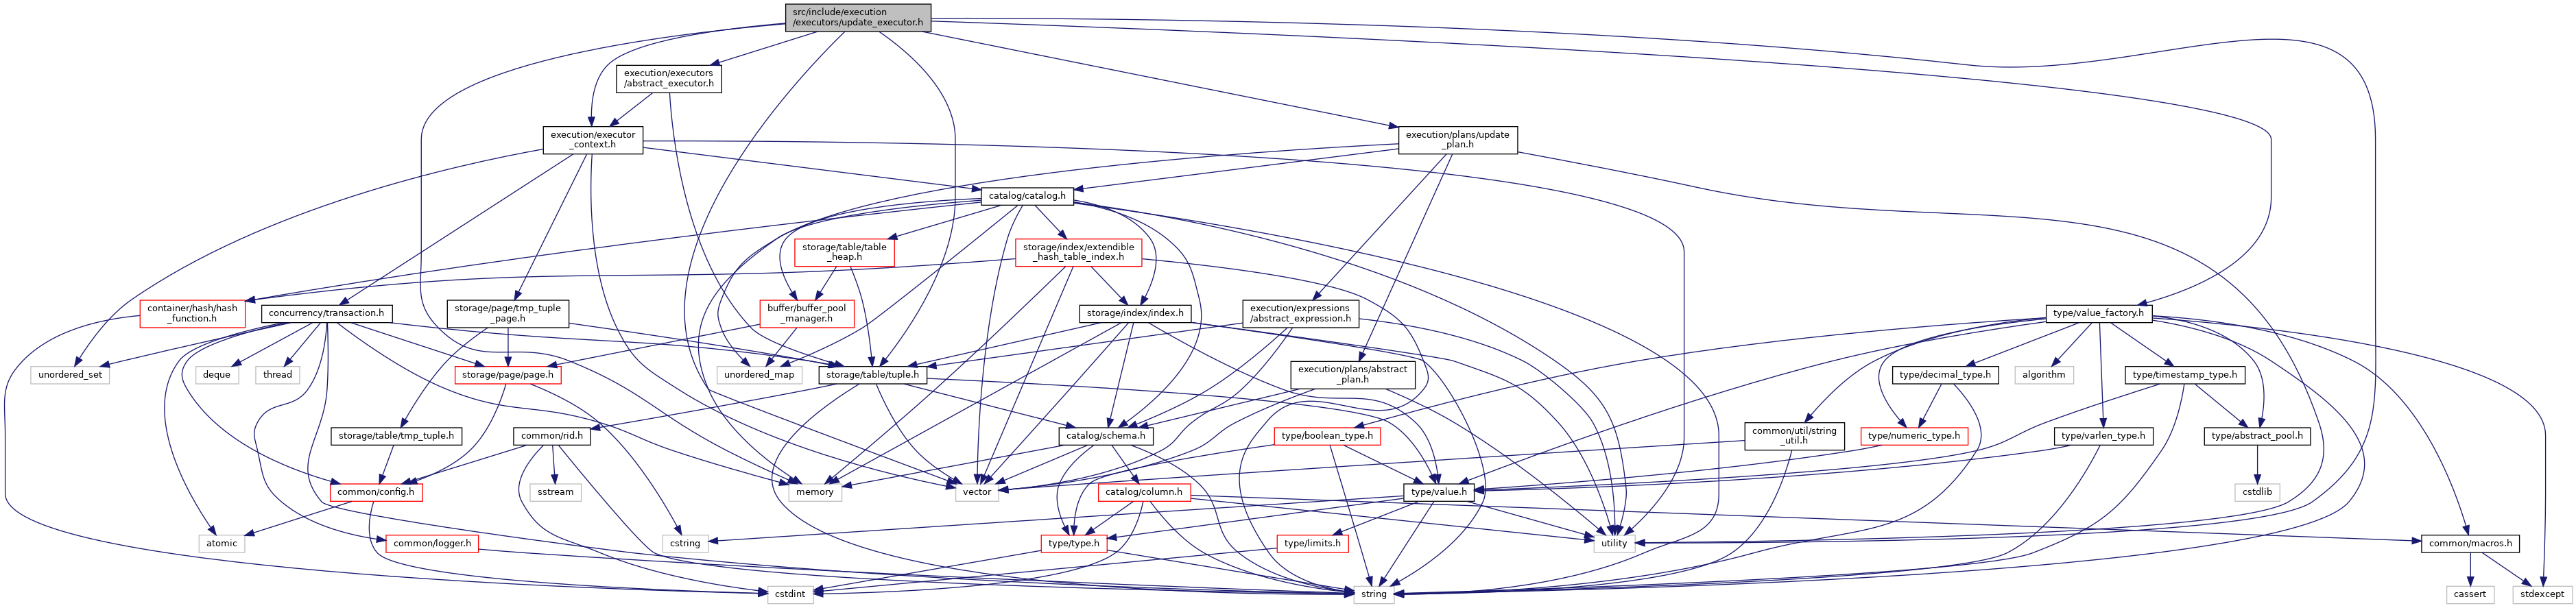 src/include/execution
/executors/update_executor.h
execution/executors
/abstract_executor.h
execution/executor
_context.h
execution/plans/update
_plan.h
catalog/catalog.h
storage/table/table
_heap.h
storage/index/extendible
_hash_table_index.h
container/hash/hash
_function.h
concurrency/transaction.h
storage/page/tmp_tuple
_page.h
buffer/buffer_pool
_manager.h
storage/index/index.h
execution/expressions
/abstract_expression.h
type/value_factory.h
unordered_set
deque
thread
storage/page/page.h
unordered_map
storage/table/tuple.h
execution/plans/abstract
_plan.h
type/decimal_type.h
algorithm
type/timestamp_type.h
storage/table/tmp_tuple.h
common/rid.h
catalog/schema.h
type/boolean_type.h
common/util/string
_util.h
type/numeric_type.h
type/varlen_type.h
type/abstract_pool.h
common/config.h
sstream
memory
vector
catalog/column.h
type/value.h
cstdlib
atomic
common/logger.h
cstring
type/type.h
type/limits.h
utility
common/macros.h
cstdint
string
cassert
stdexcept